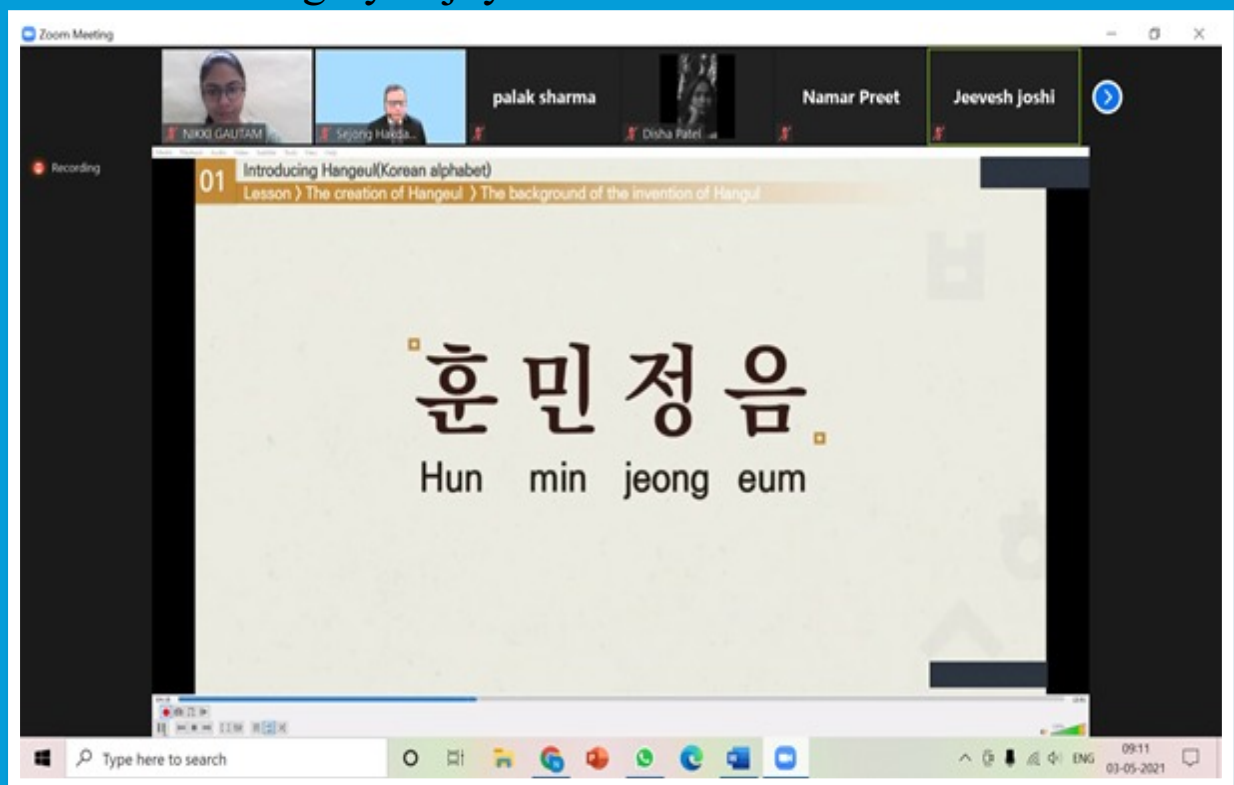 Zoom Meeting
NIKKI GAUTAM
Sejong Hakda...
palak sharma
Disha Patel
Namar Preet
Jeevesh joshi
Recording
01
Introducing Hangeul(Korean alphabet)
Lesson 〉 The creation of Hangeul 〉 The background of the invention of Hangul
훈민정음
Hun min jeong eum
Type here to search
ENG
09:11
03-05-2021